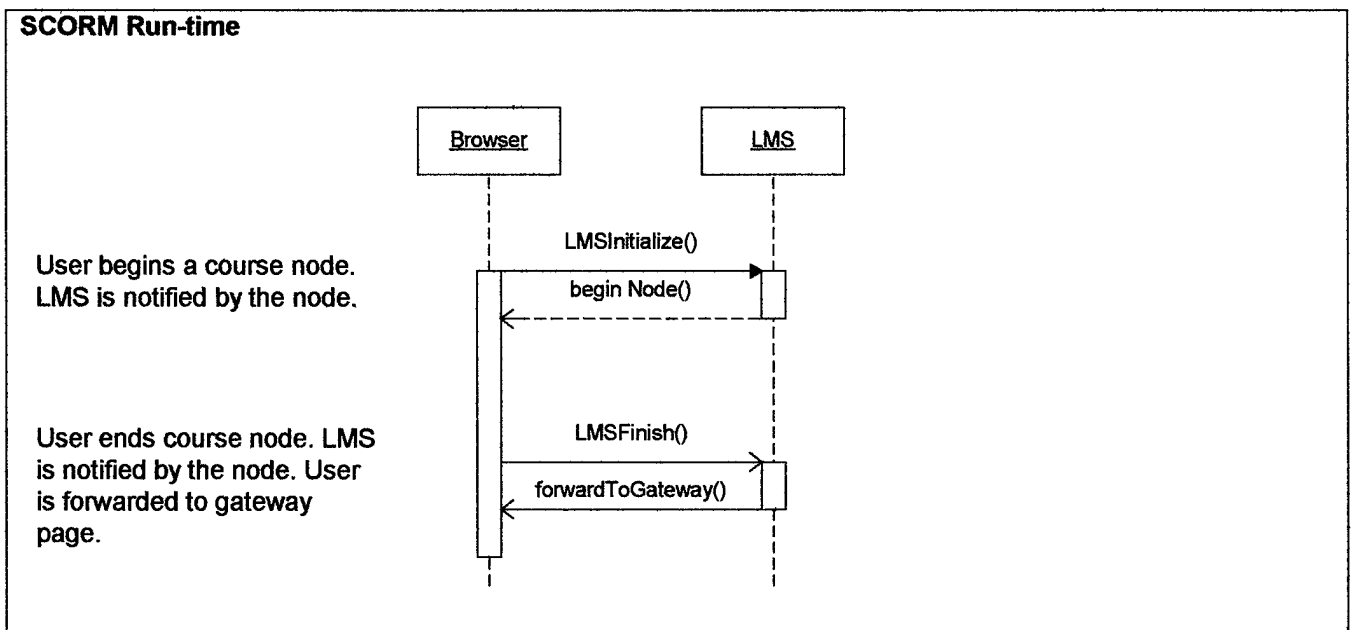 SCORM Run-time
Browser
LMS
LMSInitialize()
User begins a course node.
LMS is notified by the node.
begin Node()
LMSFinish()
User ends course node. LMS
is notified by the node. User
is forwarded to gateway
page.
forwardToGateway()